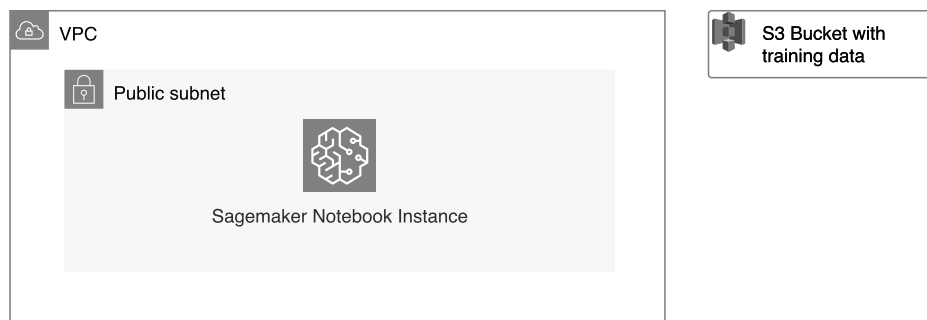 VPC
S3 Bucket with
training data
Public subnet
Sagemaker Notebook Instance